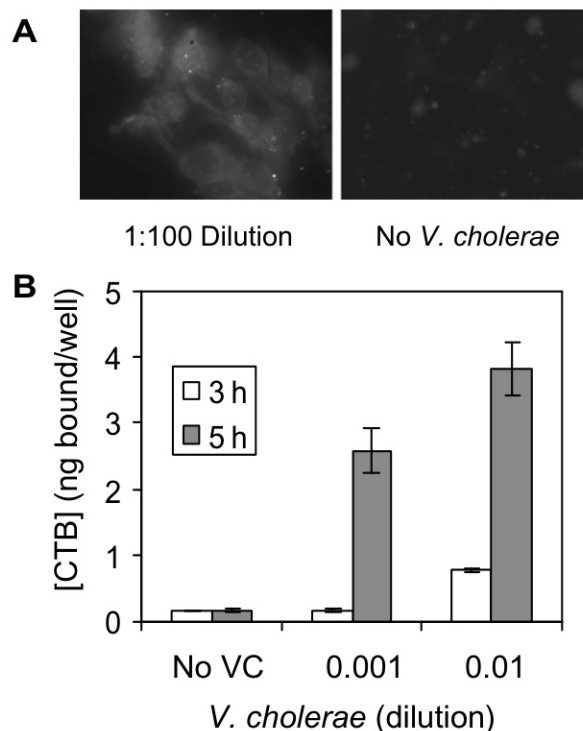 A
1:100 Dilution
No V. cholerae
B
[CTB] (ng bound/well)
5
4
3
2
1
0
3 h
5 h
No VC
0.001
0.01
V. cholerae (dilution)